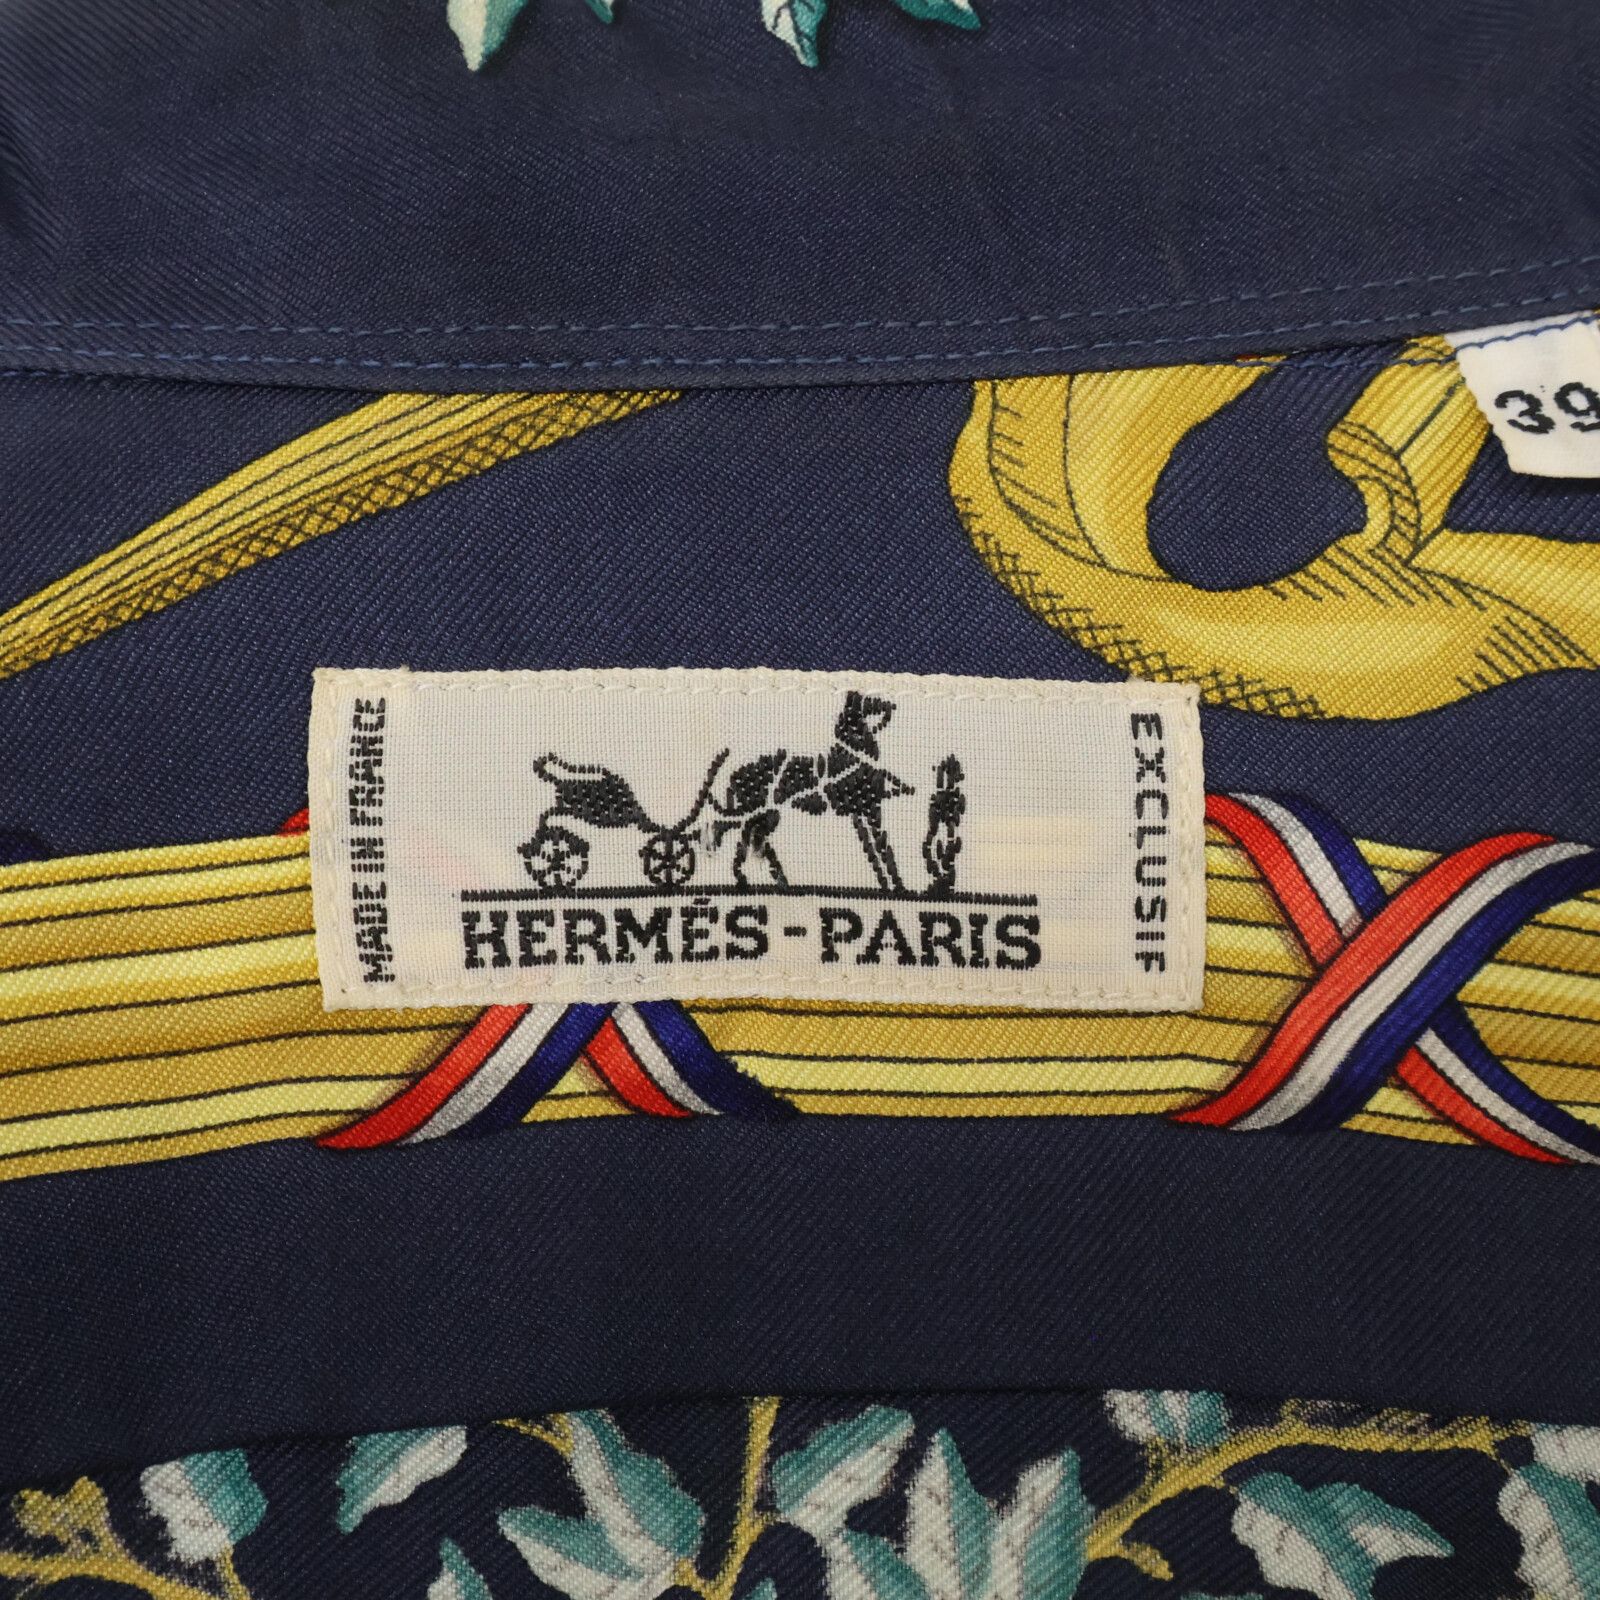 39
MADE IN FRANCE
HERMÈS-PARIS
EXCLUSIF